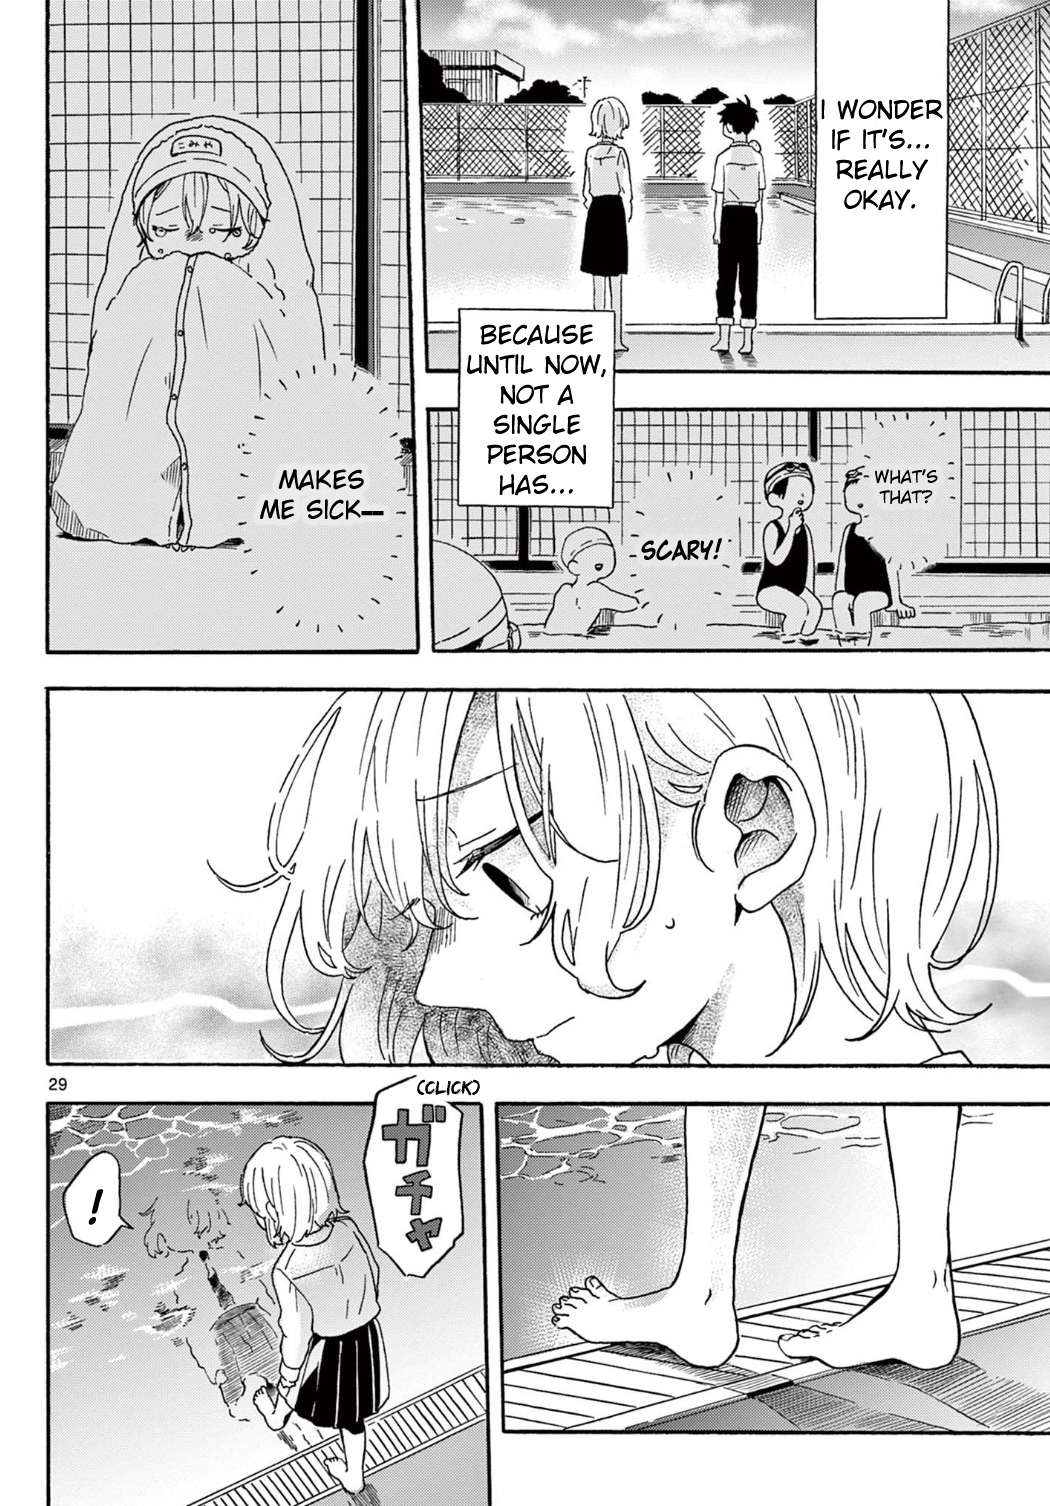 I WONDER
IF IT'S...
REALLY
OKAY.
BECAUSE
UNTIL NOW,
NOT A
SINGLE
PERSON
HAS...
WHAT'S
THAT?
SCARY!
こみや
MAKES
ME SICK--
29
(CLICK)
ガチャ
!